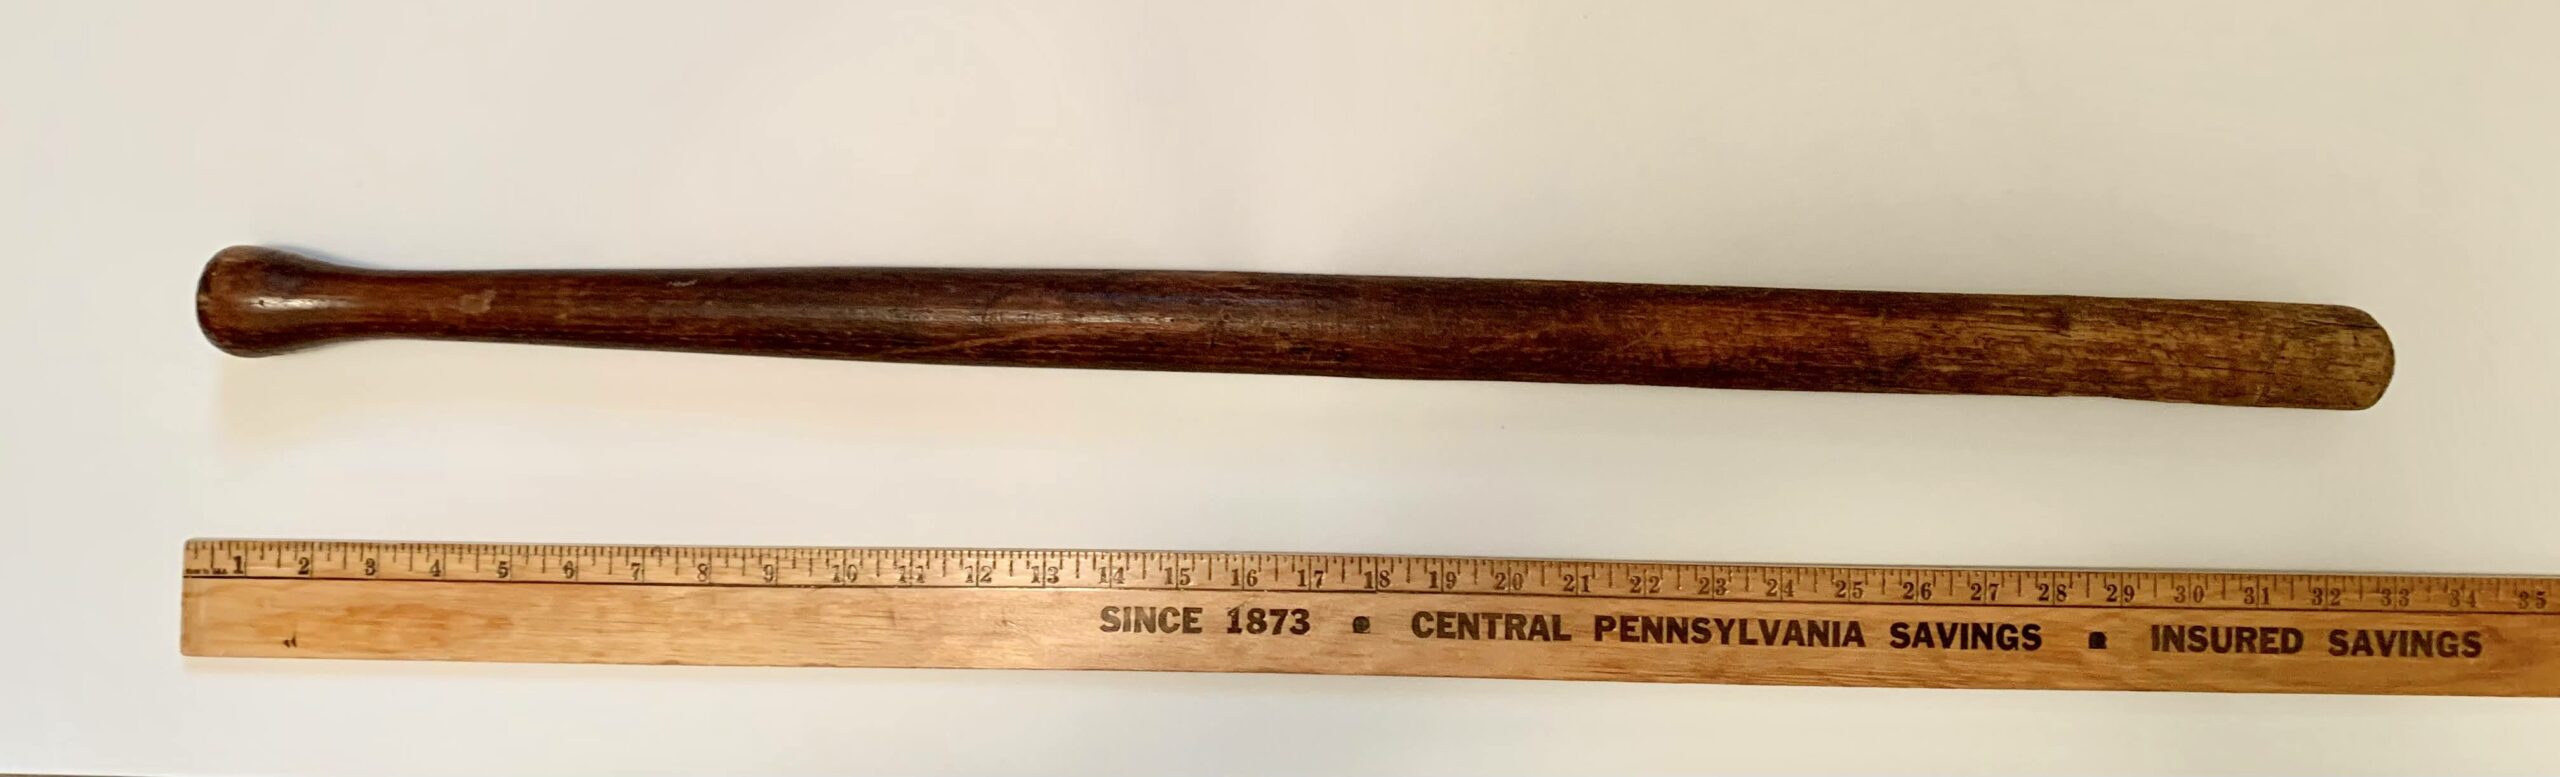 1 2 3 4 5 6 7 8 9 10 11 12 13 14 15 16 17 18 19 20 21 22 23 24 25 26 27 28 29 30 31 32 33 34 35
SINCE 1873 ▪ CENTRAL PENNSYLVANIA SAVINGS ▪ INSURED SAVINGS